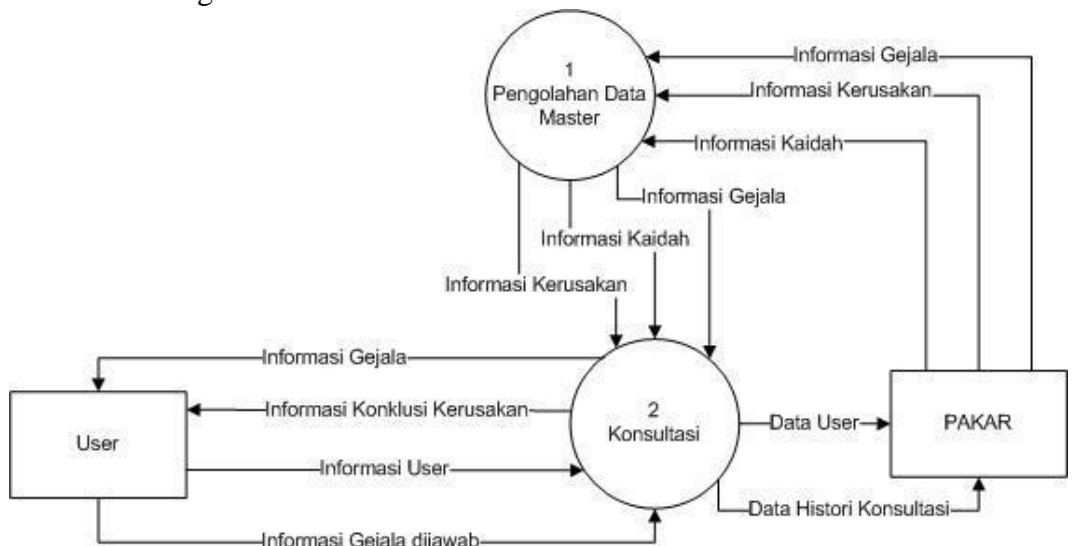 1
Pengolahan Data
Master
Informasi Gejala
Informasi Kerusakan
Informasi Kaidah
Informasi Gejala
Informasi Kaidah
Informasi Kerusakan
Informasi Gejala
Informasi Konklusi Kerusakan
Informasi User
Informasi Gejala dijawab
User
2
Konsultasi
Data User
Data Histori Konsultasi
PAKAR